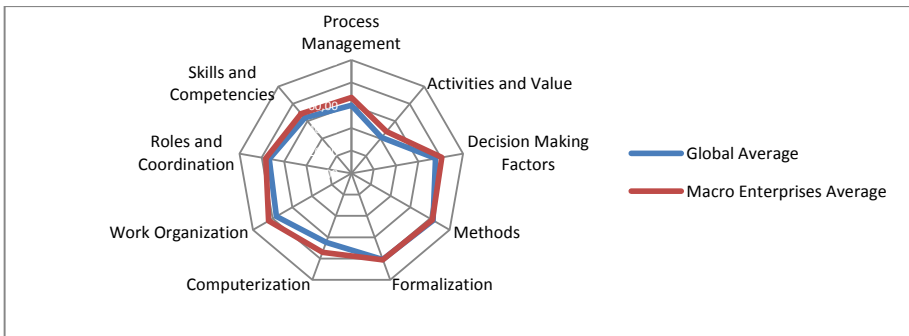 Process
Management
Activities and Value
Decision Making
Factors
Methods
Formalization
Computerization
Work Organization
Roles and
Coordination
Skills and
Competencies
Global Average
Macro Enterprises Average